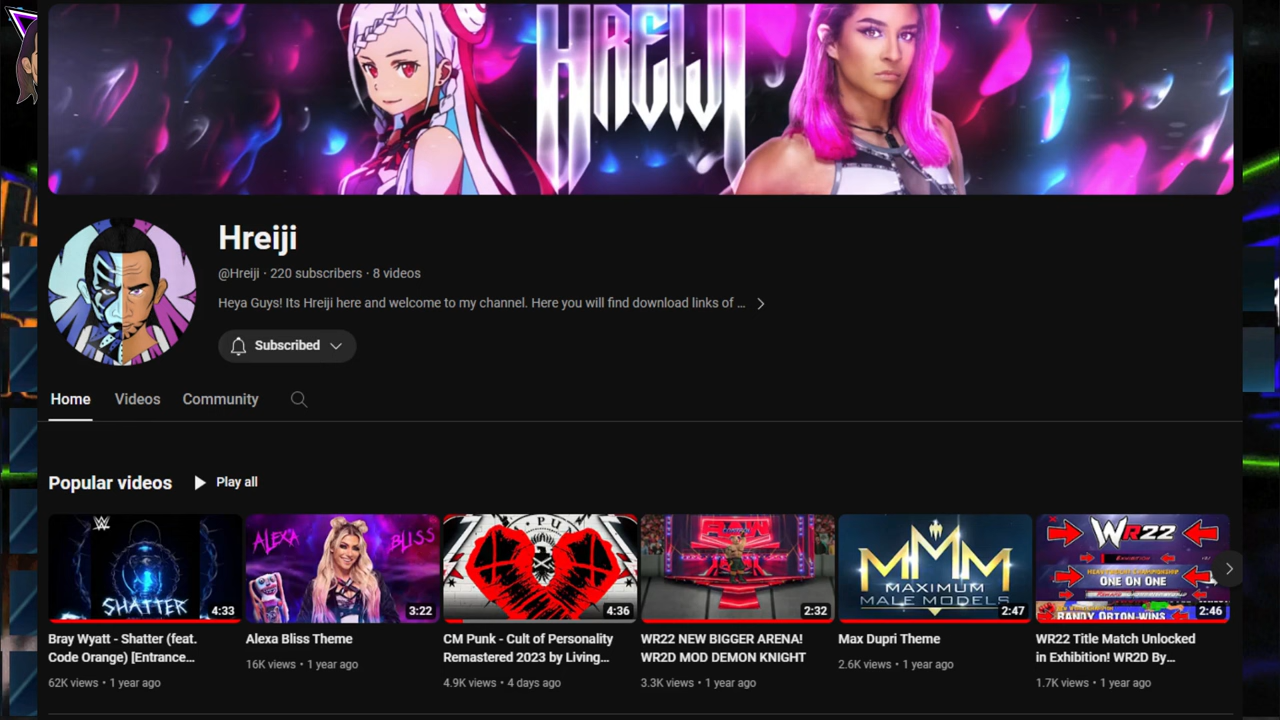 HREIJI
Hreiji
@Hreiji · 220 subscribers · 8 videos
Heya Guys! Its Hreiji here and welcome to my channel. Here you will find download links of ...
Subscribed
Home Videos Community
Popular videos Play all
W
SHATTER
4:33
ALEXA BLISS
3:22
PU
4:36
RAW
2:32
MMM
MAXIMUM
MALE MODELS
2:47
WR22
EXHIBITION
ONE ON ONE
RANDY ORTON WINS
2:46
Bray Wyatt - Shatter (feat.
Code Orange) [Entrance...
62K views • 1 year ago
Alexa Bliss Theme
16K views • 1 year ago
CM Punk - Cult of Personality
Remastered 2023 by Living...
4.9K views • 4 days ago
WR22 NEW BIGGER ARENA!
WR2D MOD DEMON KNIGHT
3.3K views • 1 year ago
Max Dupri Theme
2.6K views • 1 year ago
WR22 Title Match Unlocked
in Exhibition! WR2D By...
1.7K views • 1 year ago